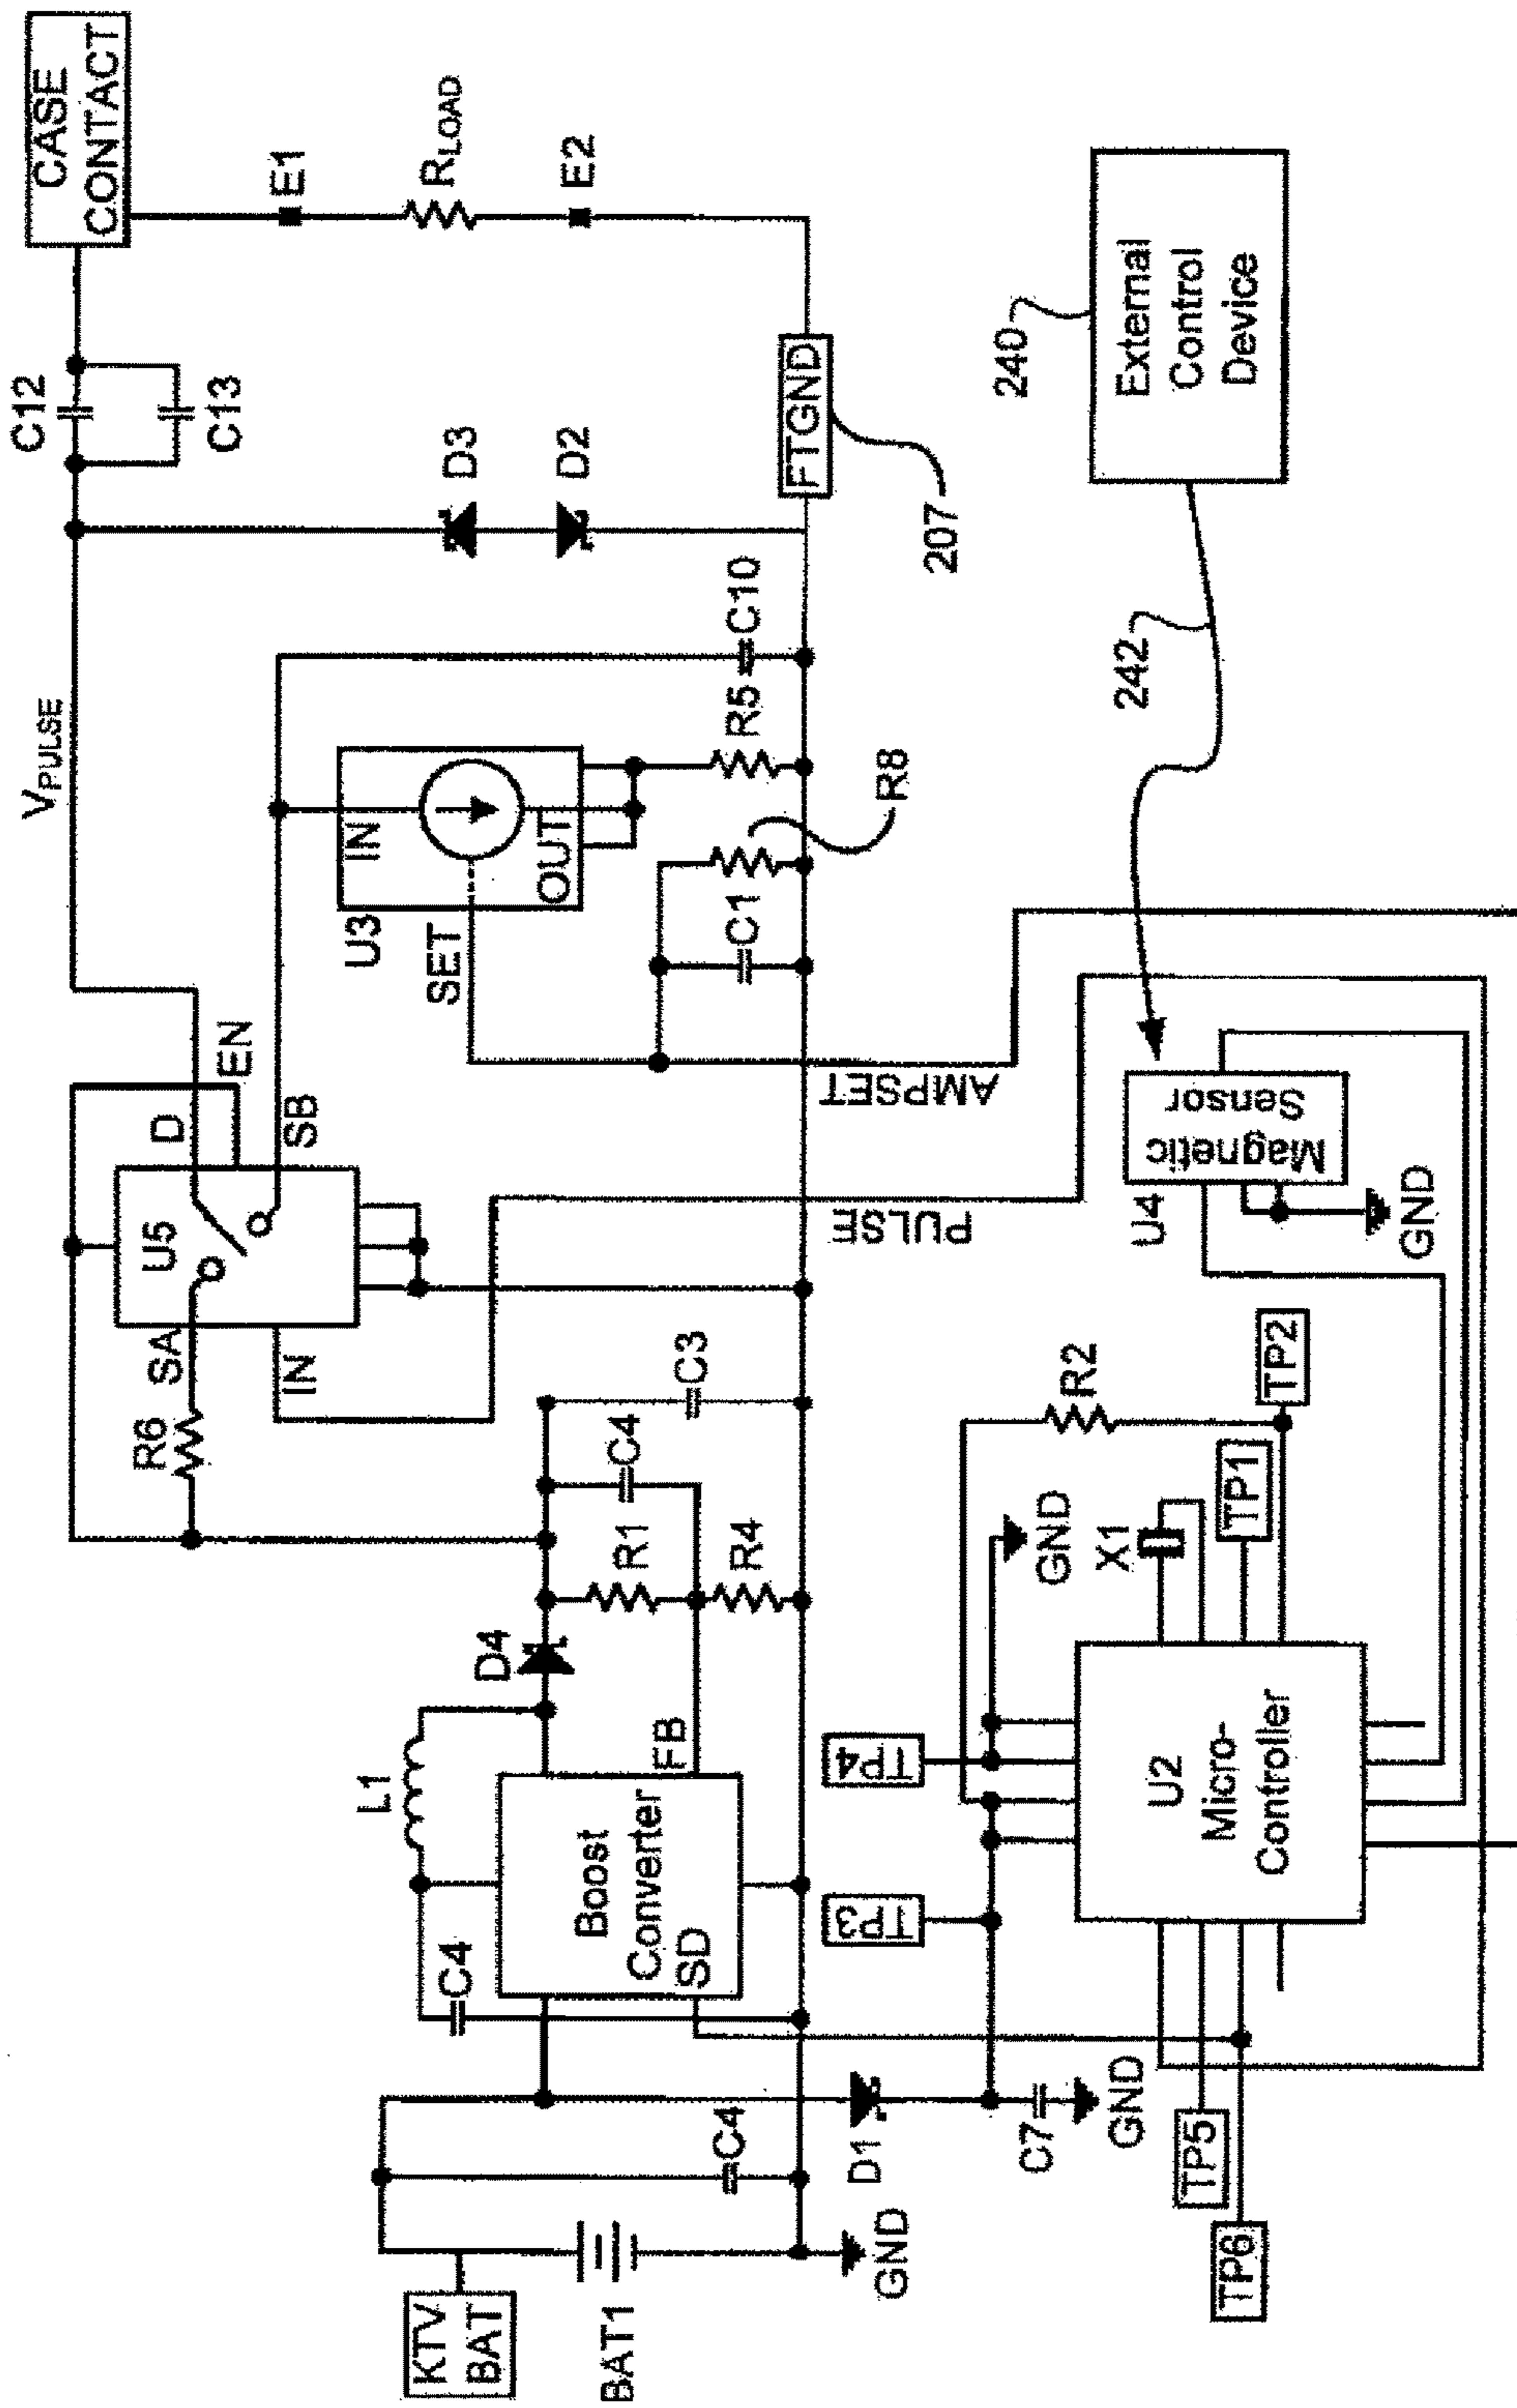 CASE
CONTACT
E1
RLOAD
E2
C12
C13
D3
D2
FTGND
207
240
External
Control
Device
242
VPULSE
C10
R5
R8
IN
OUT
U3
SET
C1
AMPSET
EN
D
SB
U5
SA
IN
PULSE
R6
Magnetic
Sensor
U4
GND
C3
C4
R1
R4
D4
L1
FB
Boost
Converter
SD
C4
R2
TP2
TP1
X1
GND
TP4
TP3
U2
Micro-
Controller
C4
D1
C7
GND
TP5
TP6
KTV
BAT
BAT1
GND